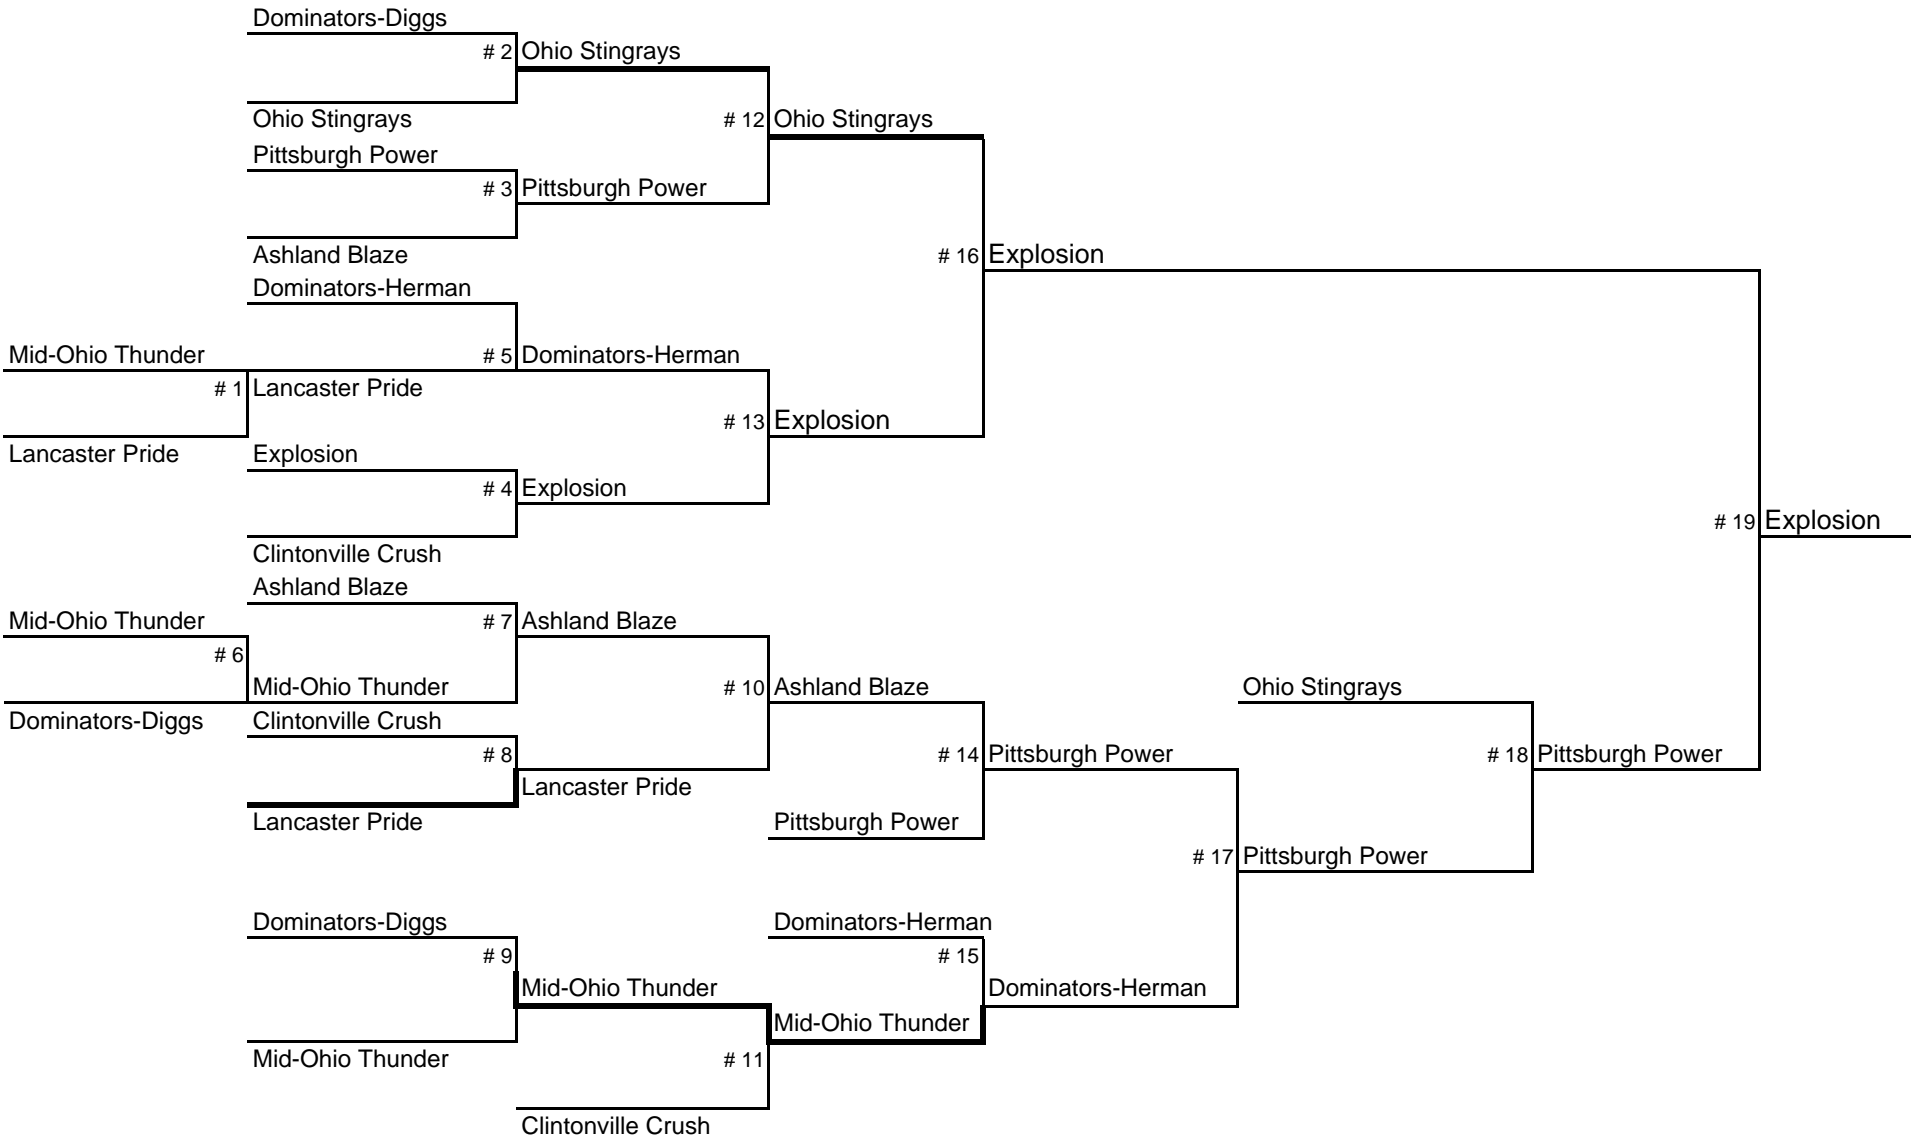 Dominators-Diggs
# 2 Ohio Stingrays
Ohio Stingrays
# 12 Ohio Stingrays
Pittsburgh Power
# 3 Pittsburgh Power
Ashland Blaze
# 16 Explosion
Dominators-Herman
Mid-Ohio Thunder
# 5 Dominators-Herman
# 1 Lancaster Pride
# 13 Explosion
Lancaster Pride
Explosion
# 4 Explosion
# 19 Explosion
Clintonville Crush
Ashland Blaze
Mid-Ohio Thunder
# 7 Ashland Blaze
# 6
Mid-Ohio Thunder
# 10 Ashland Blaze
Ohio Stingrays
Dominators-Diggs
Clintonville Crush
# 8
# 14 Pittsburgh Power
# 18 Pittsburgh Power
Lancaster Pride
Lancaster Pride
Pittsburgh Power
# 17 Pittsburgh Power
Dominators-Diggs
Dominators-Herman
# 9
# 15
Mid-Ohio Thunder
Dominators-Herman
Mid-Ohio Thunder
Mid-Ohio Thunder
# 11
Clintonville Crush